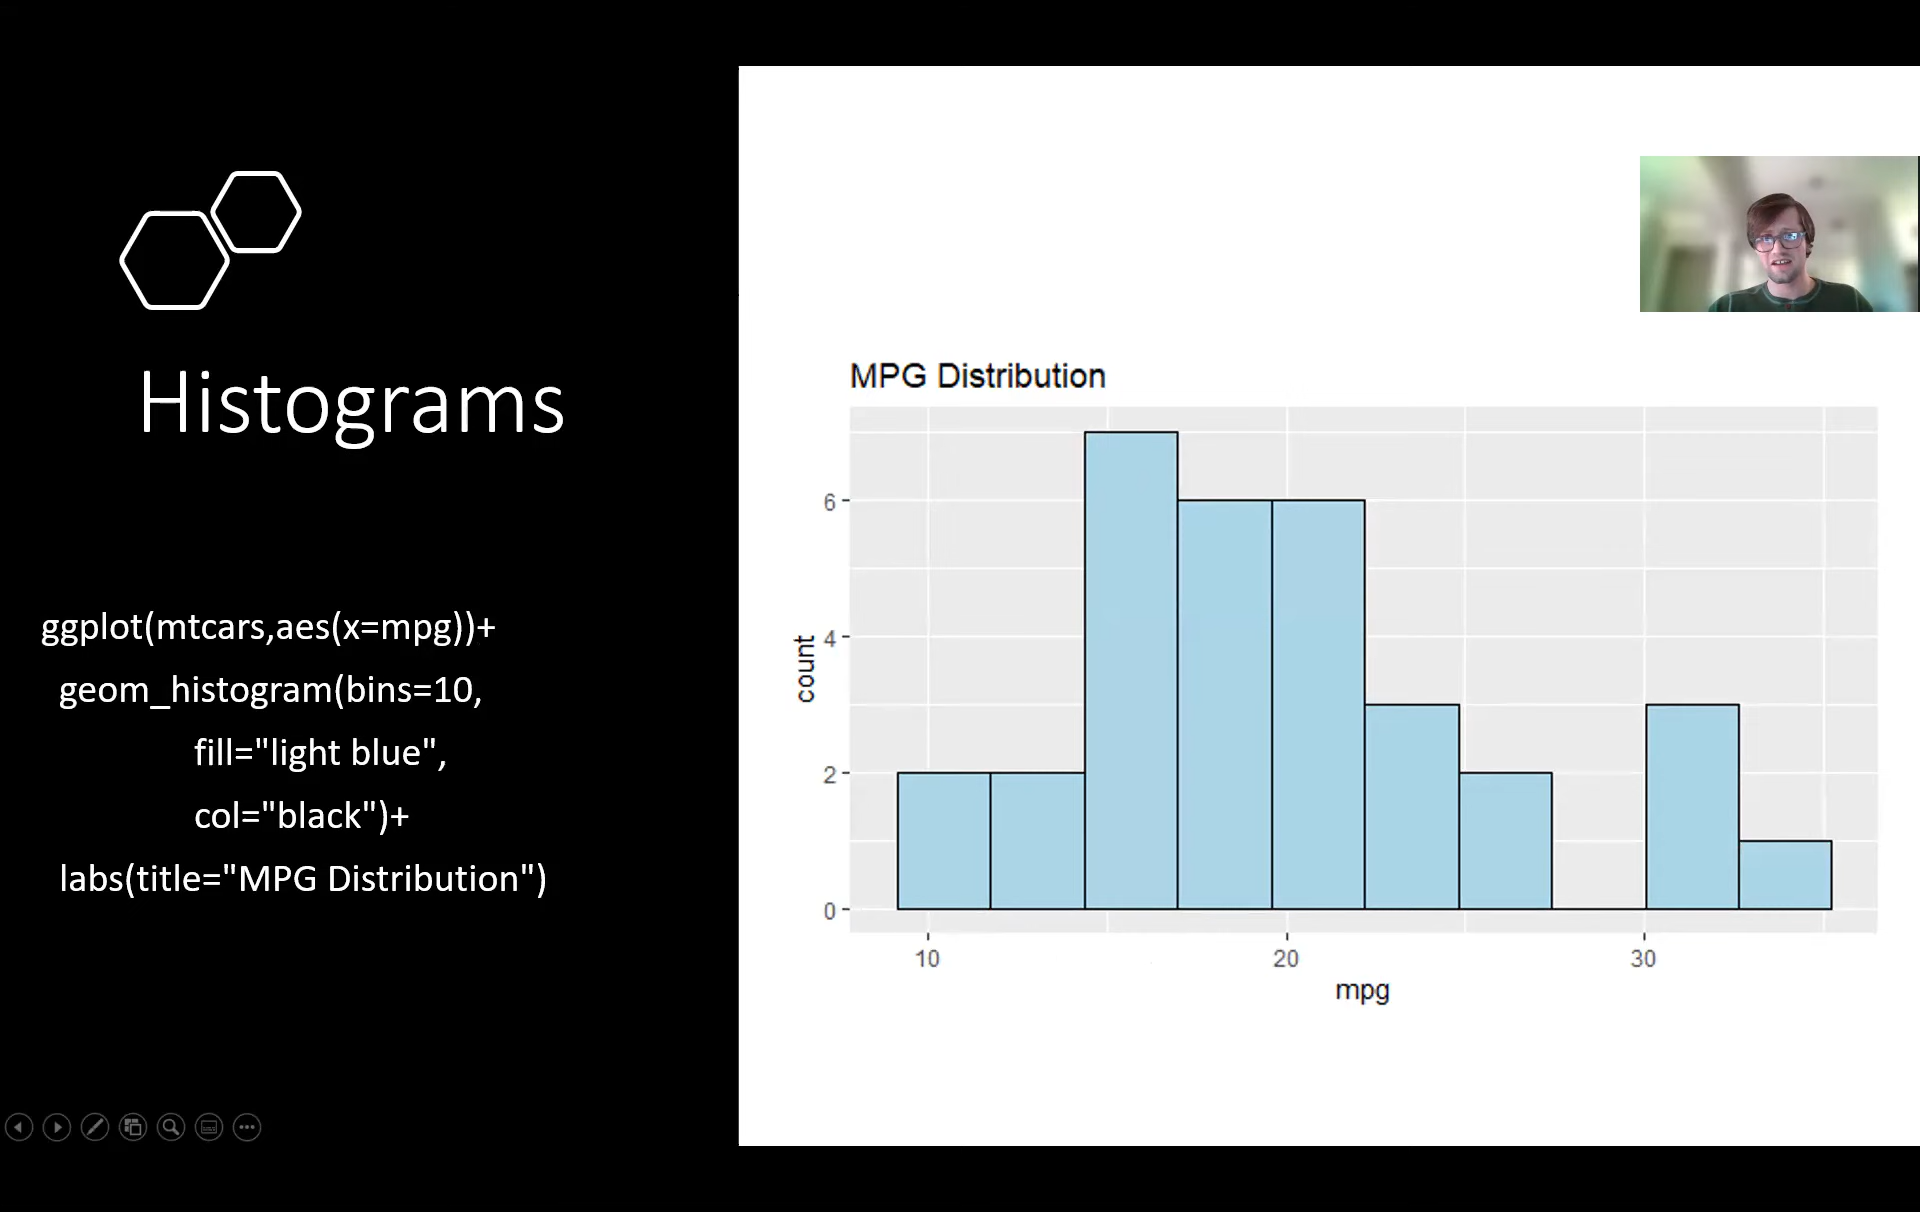 Histograms
ggplot(mtcars,aes(x=mpg))+
geom_histogram(bins=10,
fill="light blue",
col="black")+
labs(title="MPG Distribution")
MPG Distribution
count
6
4
2
0
10
20
30
mpg